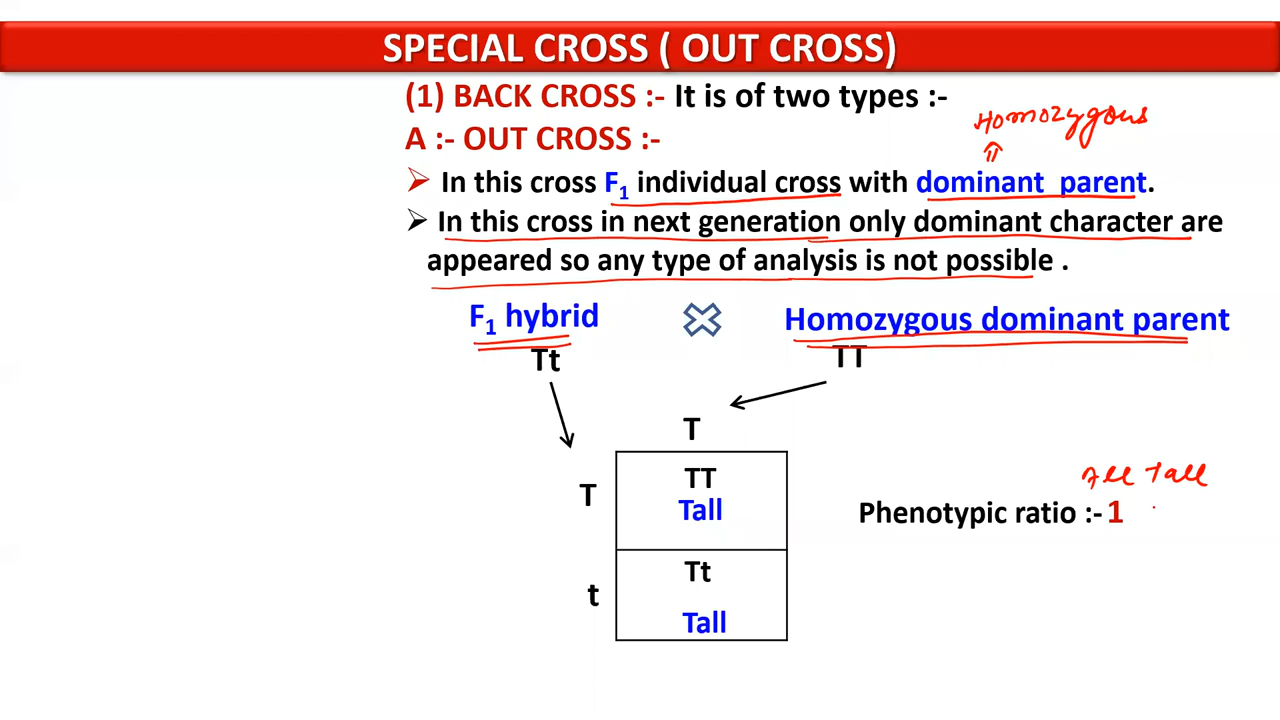 SPECIAL CROSS ( OUT CROSS)
(1) BACK CROSS :- It is of two types :-
Homozygous
A :- OUT CROSS :-
➢ In this cross F₁ individual cross with dominant parent.
➢ In this cross in next generation only dominant character are
appeared so any type of analysis is not possible .
F₁ hybrid Homozygous dominant parent
Tt TT
T
TT
T
Tall
All Tall
Phenotypic ratio :- 1
Tt
t
Tall